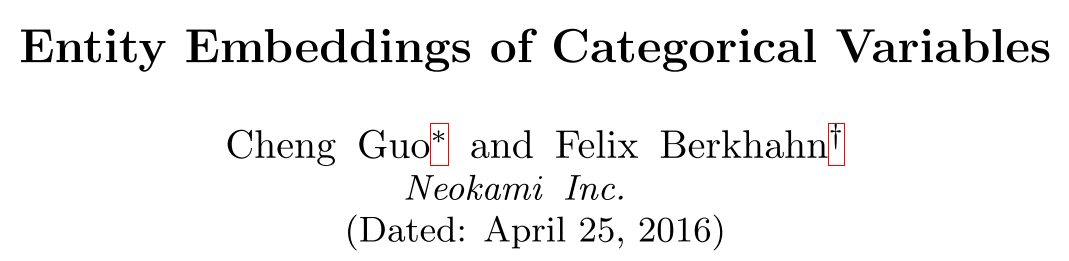 Entity Embeddings of Categorical Variables
Cheng Guo* and Felix Berkhahn†
Neokami Inc.
(Dated: April 25, 2016)